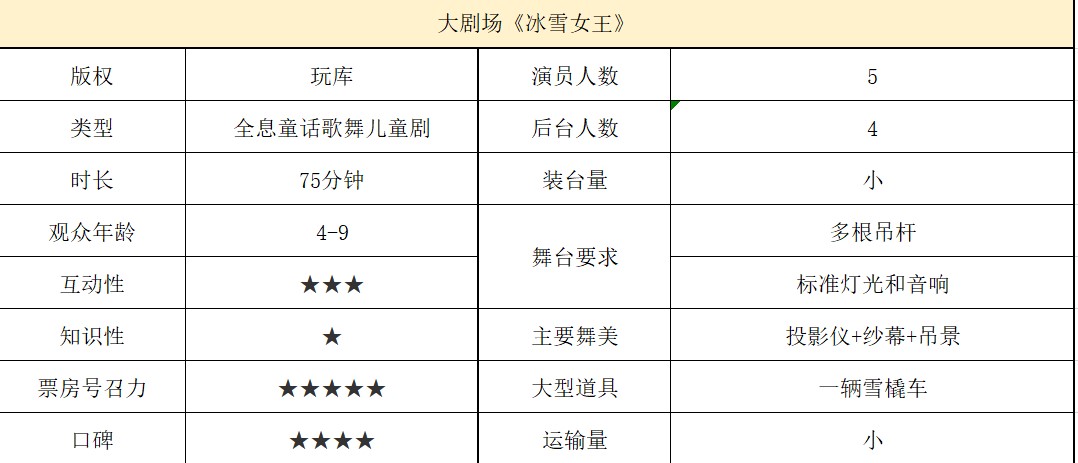 大剧场《冰雪女王》
版权 玩库 演员人数 5
类型 全息童话歌舞儿童剧 后台人数 4
时长 75分钟 装台量 小
观众年龄 4-9 舞台要求 多根吊杆
互动性 ★★★ 标准灯光和音响
知识性 ★ 主要舞美 投影仪+纱幕+吊景
票房号召力 ★★★★★ 大型道具 一辆雪橇车
口碑 ★★★★ 运输量 小